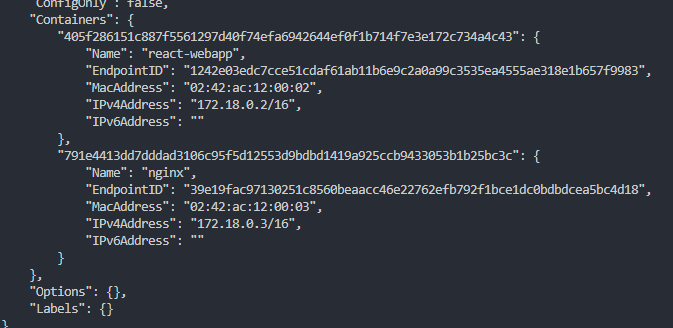 "ConfigOnly": false,
"Containers": {
"405f286151c887f5561297d40f74efa6942644ef0f1b714f7e3e172c734a4c43": {
"Name": "react-webapp",
"EndpointID": "1242e03edc7cce51cdaf61ab11b6e9c2a0a99c3535ea4555ae318e1b657f9983",
"MacAddress": "02:42:ac:12:00:02",
"IPv4Address": "172.18.0.2/16",
"IPv6Address": ""
},
"791e4413dd7dddad3106c95f5d12553d9bdbd1419a925ccb9433053b1b25bc3c": {
"Name": "nginx",
"EndpointID": "39e19fac97130251c8560beaacc46e22762efb792f1bce1dc0bdbdcea5bc4d18",
"MacAddress": "02:42:ac:12:00:03",
"IPv4Address": "172.18.0.3/16",
"IPv6Address": ""
}
},
"Options": {},
"Labels": {}
}